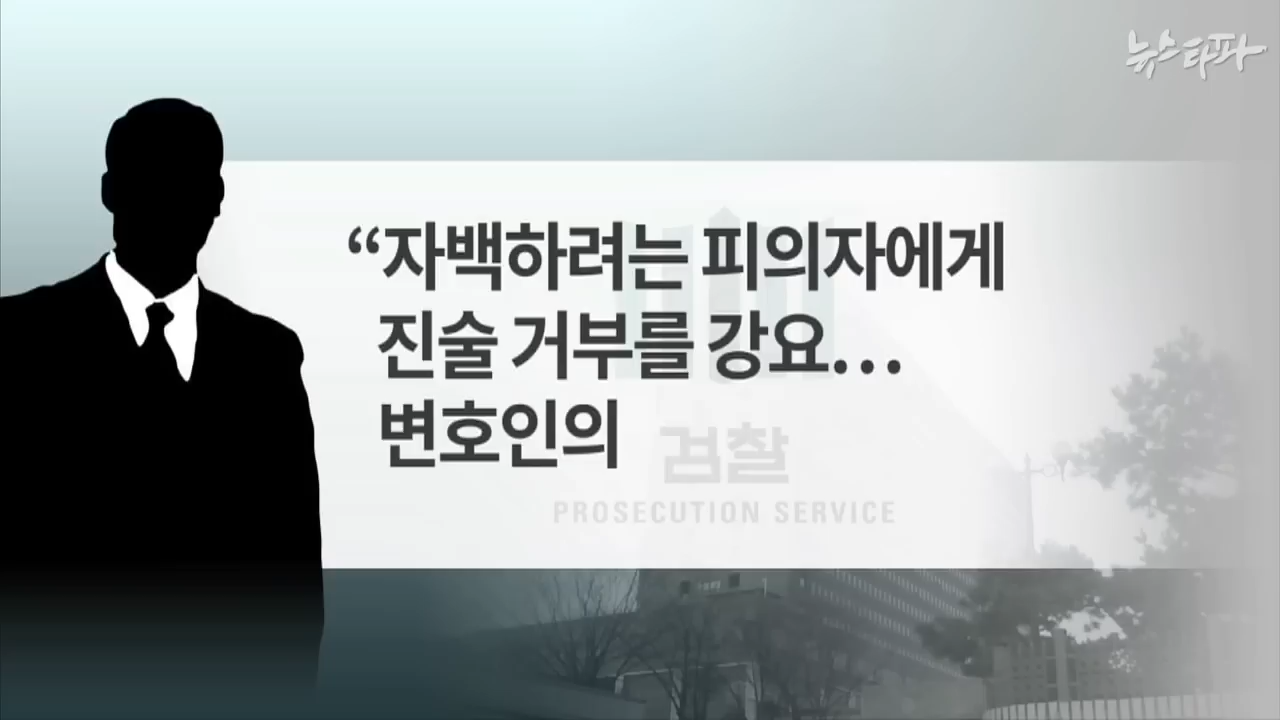 뉴스타파
“자백하려는 피의자에게
진술 거부를 강요...
변호인의
검찰
PROSECUTION SERVICE